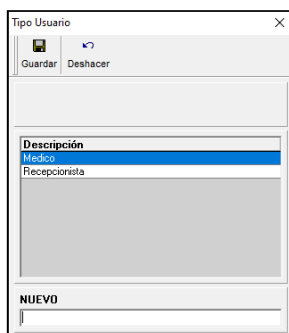 Tipo Usuario
Guardar Deshacer
Descripción
Medico
Recepcionista
NUEVO